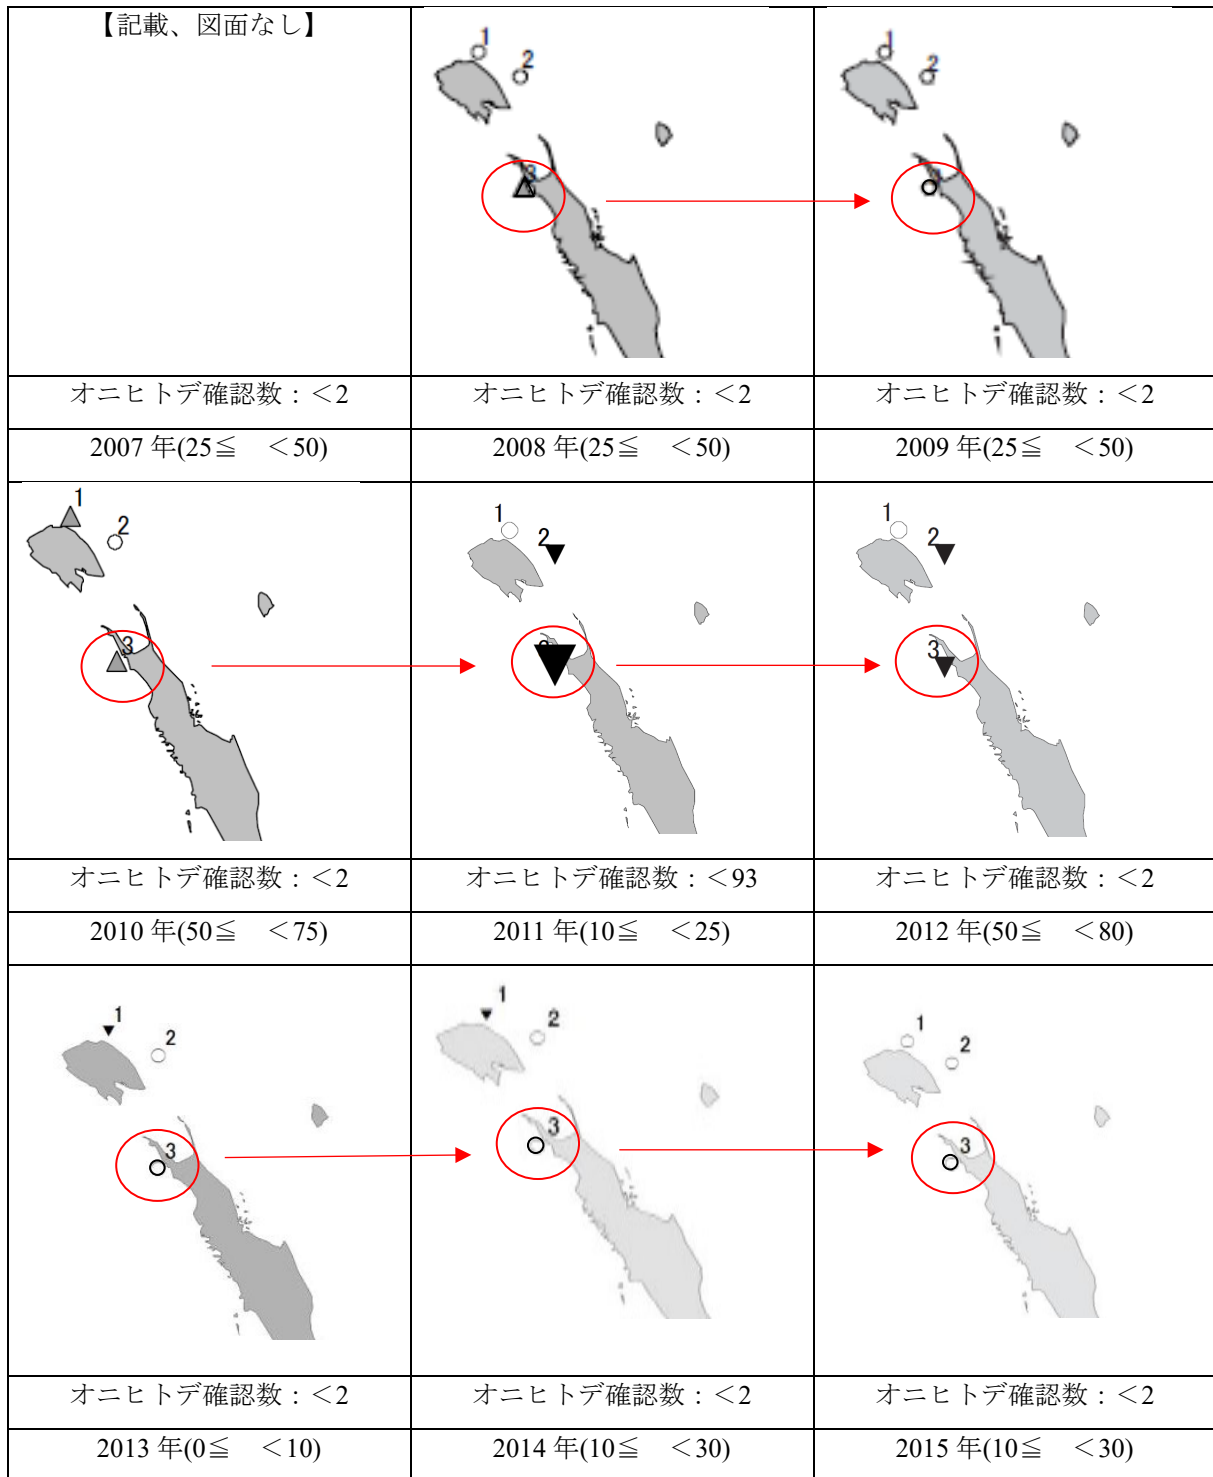 【記載、図面なし】
1
2
3
1
2
オニヒトデ確認数：＜2
オニヒトデ確認数：＜2
オニヒトデ確認数：＜2
2007 年(25≦　＜50)
2008 年(25≦　＜50)
2009 年(25≦　＜50)
1
2
3
1
2
1
2
3
オニヒトデ確認数：＜2
オニヒトデ確認数：＜93
オニヒトデ確認数：＜2
2010 年(50≦　＜75)
2011 年(10≦　＜25)
2012 年(50≦　＜80)
1
2
3
1
2
3
1
2
3
オニヒトデ確認数：＜2
オニヒトデ確認数：＜2
オニヒトデ確認数：＜2
2013 年(0≦　＜10)
2014 年(10≦　＜30)
2015 年(10≦　＜30)